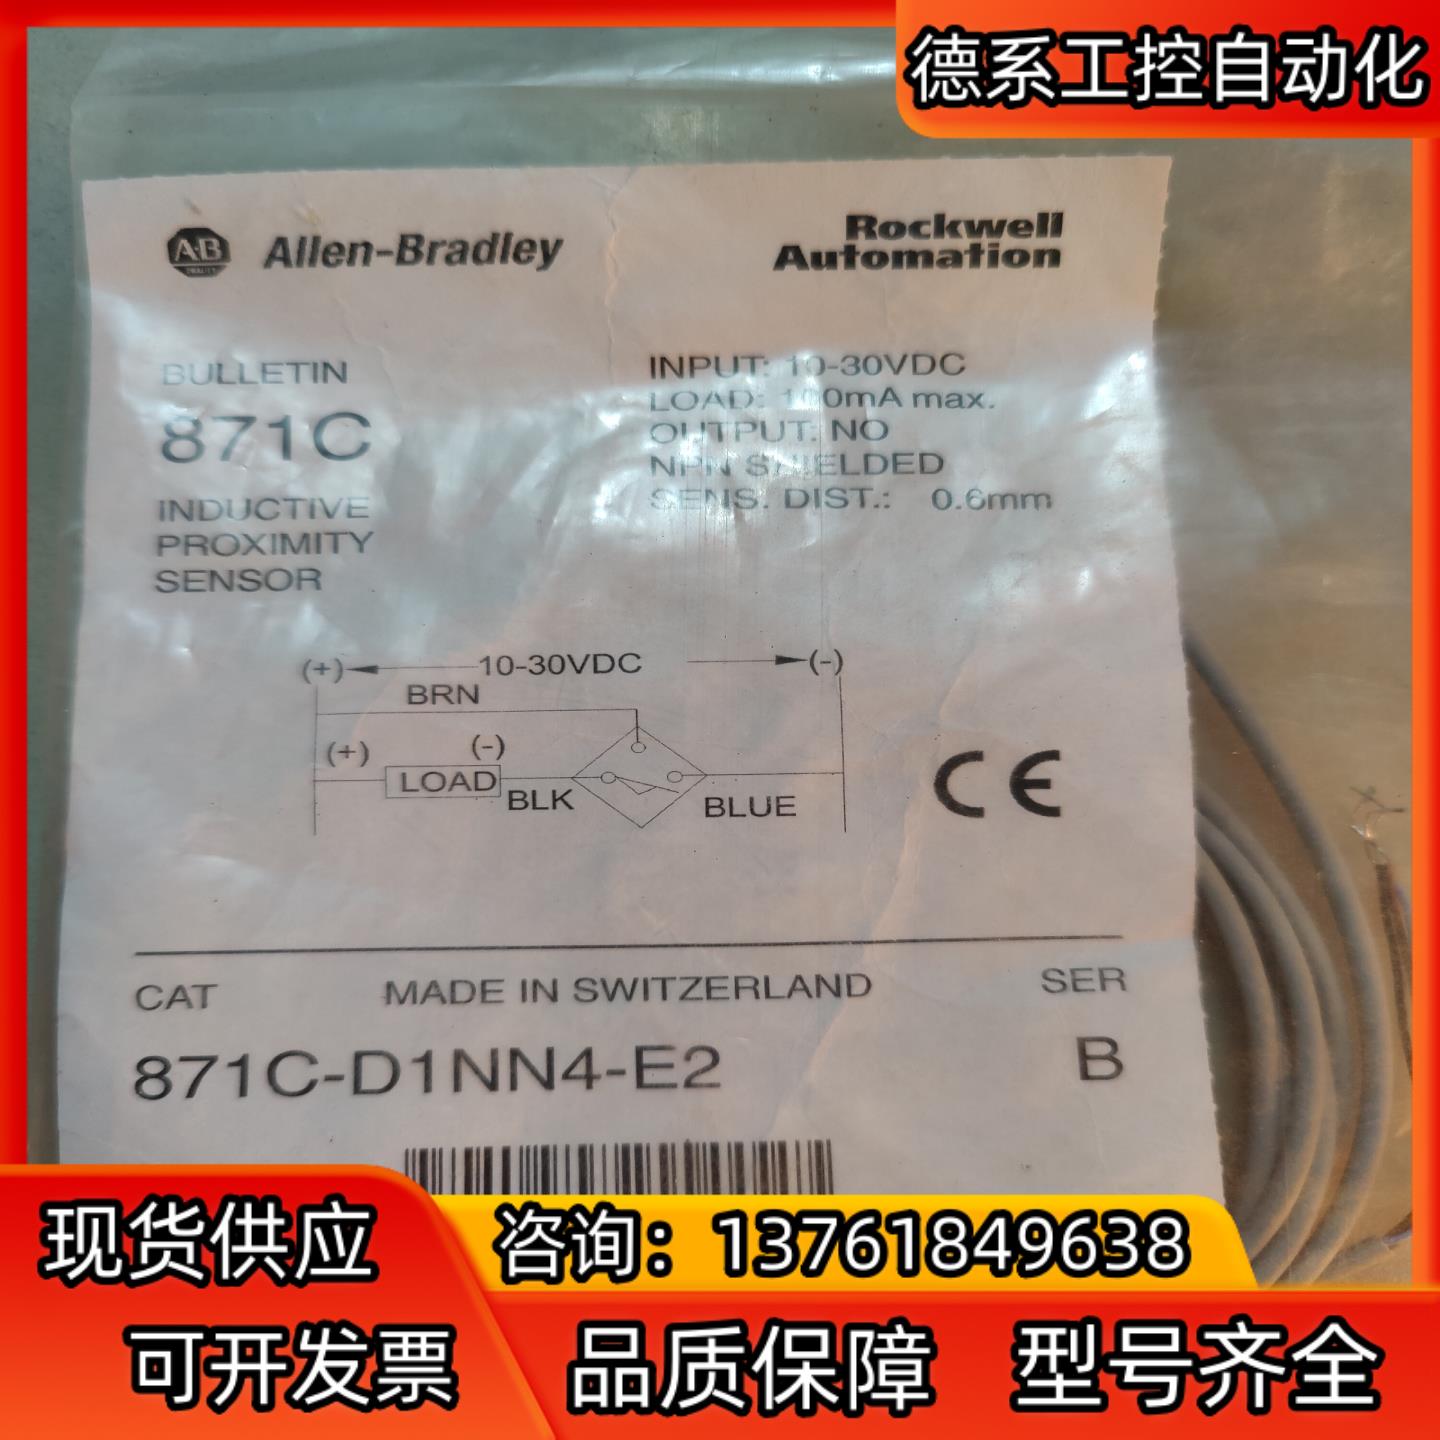 德系工控自动化
A-B
QUALITY
Allen-Bradley
Rockwell
Automation
BULLETIN
871C
INDUCTIVE
PROXIMITY
SENSOR
INPUT: 10-30VDC
LOAD: 100mA max.
OUTPUT: NO
NPN SHIELDED
SENS. DIST.: 0.6mm
(+) 10-30VDC (-)
BRN
(+) (-)
LOAD
BLK
BLUE
CE
CAT MADE IN SWITZERLAND SER
871C-D1NN4-E2 B
现货供应
咨询：13761849638
可开发票 品质保障 型号齐全